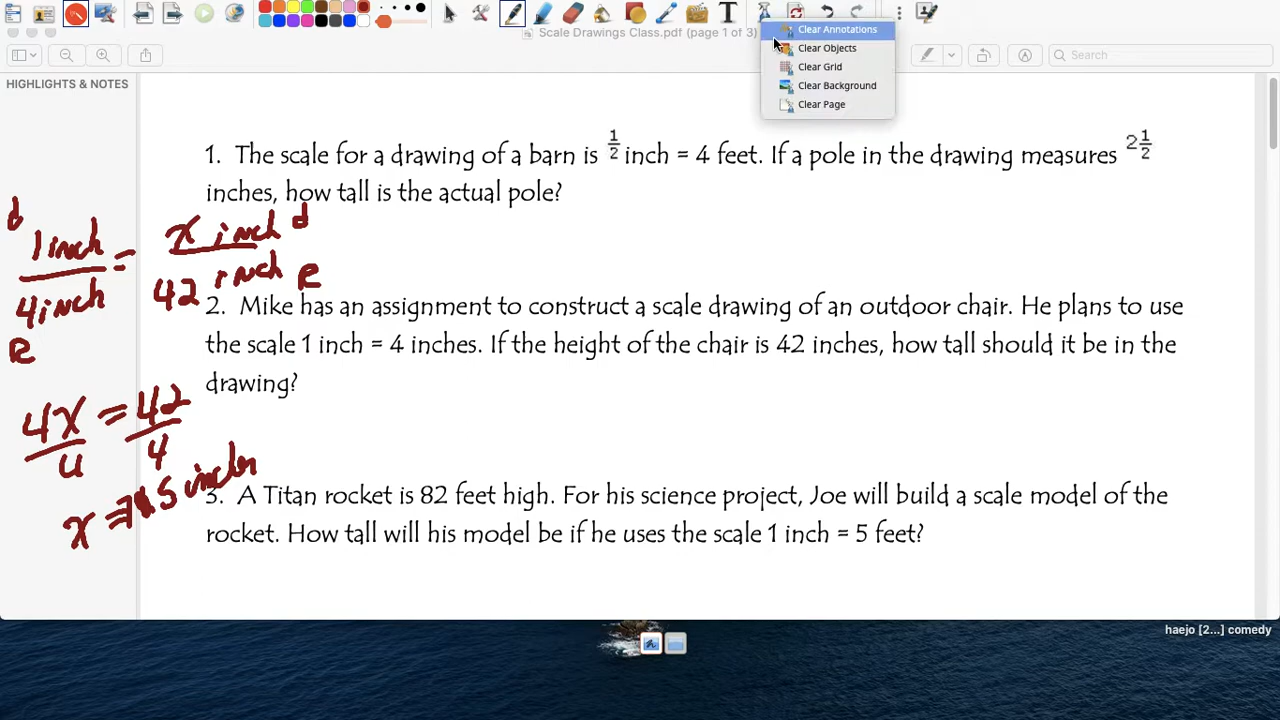 Scale Drawings Class.pdf (page 1 of 3)
Clear Annotations
Clear Objects
Clear Grid
Clear Background
Clear Page
Search
HIGHLIGHTS & NOTES
1. The scale for a drawing of a barn is 1/2 inch = 4 feet. If a pole in the drawing measures 2 1/2
inches, how tall is the actual pole?
d
1 inch
=
4 inch
R
x inch d
42 inch R
2. Mike has an assignment to construct a scale drawing of an outdoor chair. He plans to use
the scale 1 inch = 4 inches. If the height of the chair is 42 inches, how tall should it be in the
drawing?
4x = 42
4 4
x = .5 inches
3. A Titan rocket is 82 feet high. For his science project, Joe will build a scale model of the
rocket. How tall will his model be if he uses the scale 1 inch = 5 feet?
haejo [2...] comedy